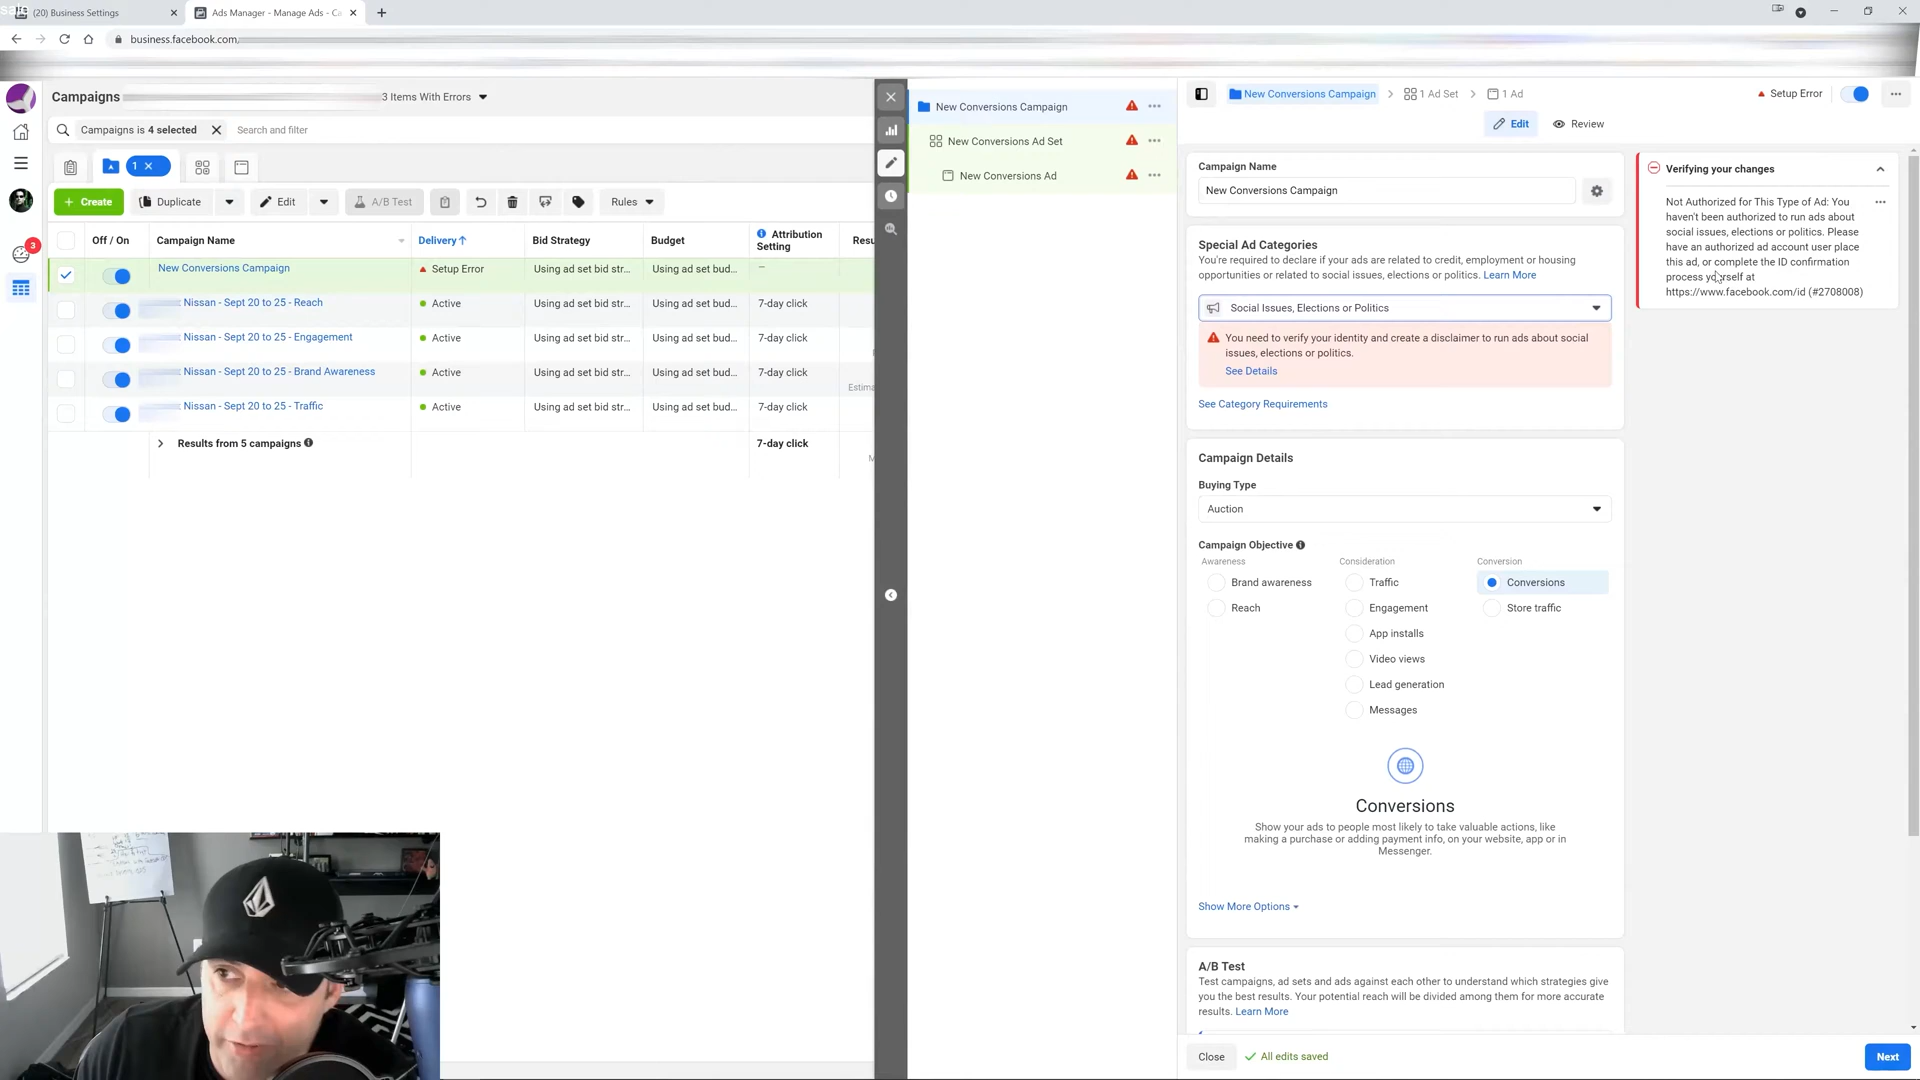 (20) Business Settings
Ads Manager - Manage Ads - Ca
business.facebook.com
Campaigns
3 Items With Errors
Campaigns is 4 selected
Search and filter
1
Create
Duplicate
Edit
A/B Test
Rules
Off / On
Campaign Name
Delivery↑
Bid Strategy
Budget
Attribution
Setting
Resu
New Conversions Campaign
Setup Error
Using ad set bid str...
Using ad set bud...
—
Nissan - Sept 20 to 25 - Reach
Active
Using ad set bid str...
Using ad set bud...
7-day click
Nissan - Sept 20 to 25 - Engagement
Active
Using ad set bid str...
Using ad set bud...
7-day click
Nissan - Sept 20 to 25 - Brand Awareness
Active
Using ad set bid str...
Using ad set bud...
7-day click
Estima
Nissan - Sept 20 to 25 - Traffic
Active
Using ad set bid str...
Using ad set bud...
7-day click
Results from 5 campaigns
7-day click
M
3
New Conversions Campaign
New Conversions Ad Set
New Conversions Ad
New Conversions Campaign
1 Ad Set
1 Ad
Setup Error
Edit
Review
Campaign Name
New Conversions Campaign
Special Ad Categories
You're required to declare if your ads are related to credit, employment or housing
opportunities or related to social issues, elections or politics. Learn More
Social Issues, Elections or Politics
You need to verify your identity and create a disclaimer to run ads about social
issues, elections or politics.
See Details
See Category Requirements
Campaign Details
Buying Type
Auction
Campaign Objective
Awareness
Consideration
Conversion
Brand awareness
Traffic
Conversions
Reach
Engagement
Store traffic
App installs
Video views
Lead generation
Messages
Conversions
Show your ads to people most likely to take valuable actions, like
making a purchase or adding payment info, on your website, app or in
Messenger.
Show More Options
A/B Test
Test campaigns, ad sets and ads against each other to understand which strategies give
you the best results. Your potential reach will be divided among them for more accurate
results. Learn More
Close
All edits saved
Next
Verifying your changes
Not Authorized for This Type of Ad: You
haven't been authorized to run ads about
social issues, elections or politics. Please
have an authorized ad account user place
this ad, or complete the ID confirmation
process yourself at
https://www.facebook.com/id (#2708008)